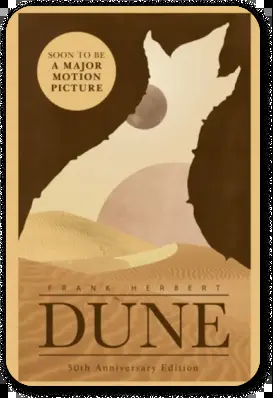 SOON TO BE
A MAJOR
MOTION
PICTURE
FRANK HERBERT
DUNE
50th Anniversary Edition